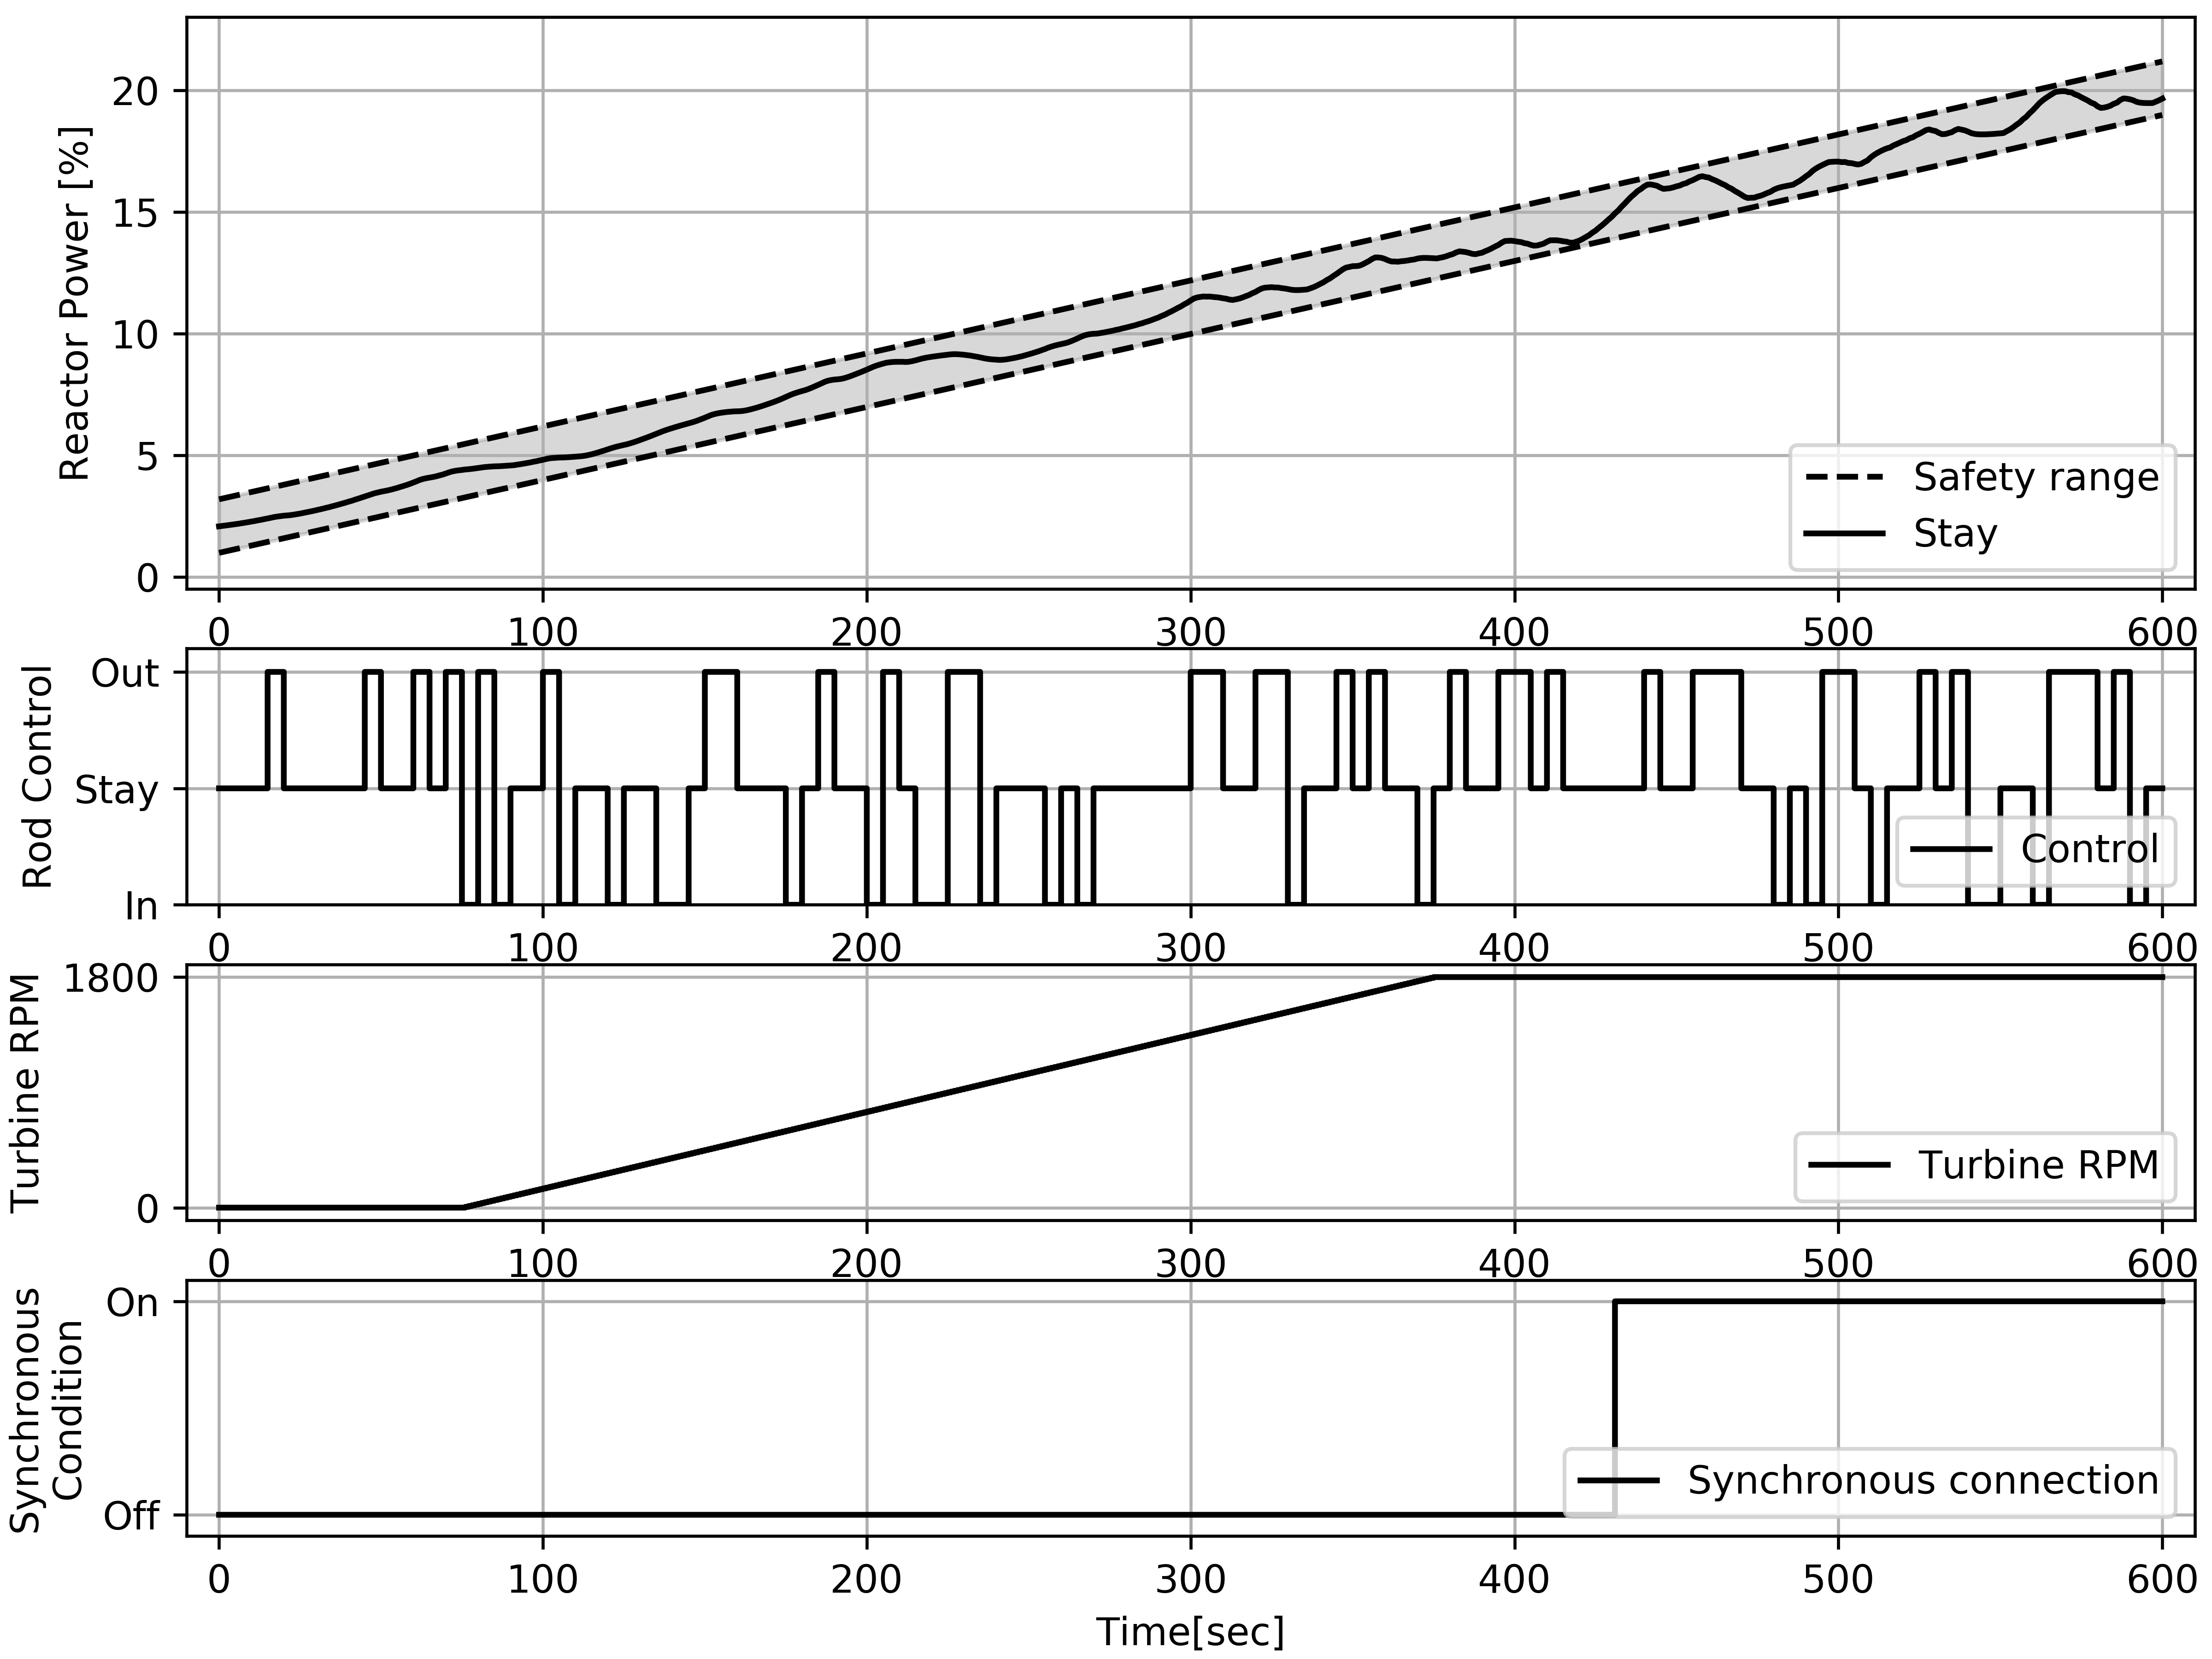 Reactor Power [%]
20
15
10
5
0
Safety range
Stay
0 100 200 300 400 500 600
Rod Control
Out
Stay
In
Control
0 100 200 300 400 500 600
Turbine RPM
1800
0
Turbine RPM
0 100 200 300 400 500 600
Synchronous
Condition
On
Off
Synchronous connection
0 100 200 300 400 500 600
Time[sec]